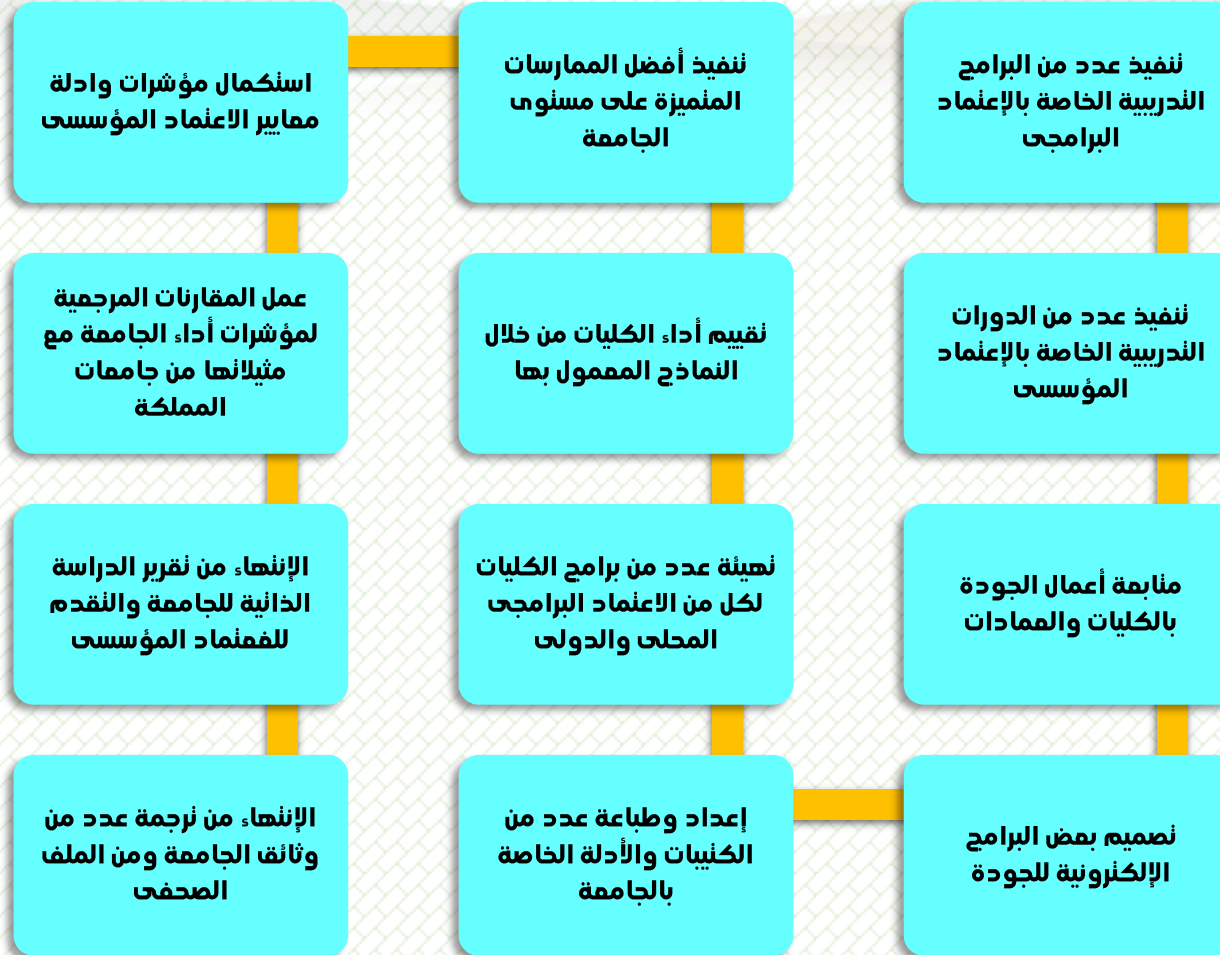 تنفيذ عدد من البرامج
التدريبية الخاصة بالإعتماد
البرامجى
تنفيذ عدد من الدورات
التدريبية الخاصة بالإعتماد
المؤسسى
متابعة أعمال الجودة
بالكليات والعمادات
تصميم بعض البرامج
الإلكترونية للجودة
إعداد وطباعة عدد من
الكتيبات والأدلة الخاصة
بالجامعة
تهيئة عدد من برامج الكليات
لكل من الاعتماد البرامجى
المحلى والدولى
تقييم أداء الكليات من خلال
النماذج المعمول بها
تنفيذ أفضل الممارسات
المتميزة على مستوى
الجامعة
استكمال مؤشرات وادلة
معايير الاعتماد المؤسسى
عمل المقارنات المرجعية
لمؤشرات أداء الجامعة مع
مثيلاتها من جامعات
المملكة
الإنتهاء من تقرير الدراسة
الذاتية للجامعة والتقدم
للفعتماد المؤسسى
الإنتهاء من ترجمة عدد من
وثائق الجامعة ومن الملف
الصحفى